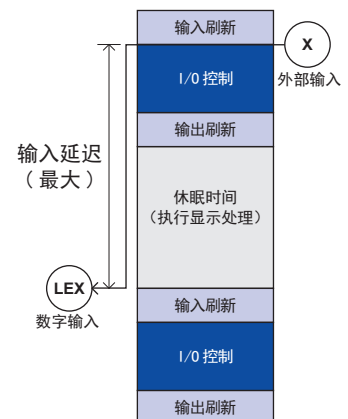 输入刷新
X
I/O 控制
外部输入
输出刷新
输入延迟
（最大）
休眠时间
（执行显示处理）
LEX
数字输入
输入刷新
I/O 控制
输出刷新